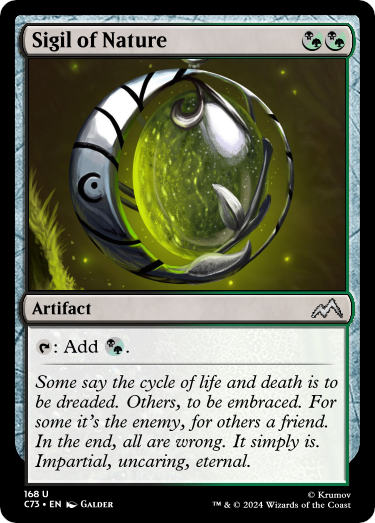 Sigil of Nature
Artifact
: Add .
Some say the cycle of life and death is to
be dreaded. Others, to be embraced. For
some it's the enemy, for others a friend.
In the end, all are wrong. It simply is.
Impartial, uncaring, eternal.
168 U
© Krumov
C73 • EN GALDER
™ & © 2024 Wizards of the Coast